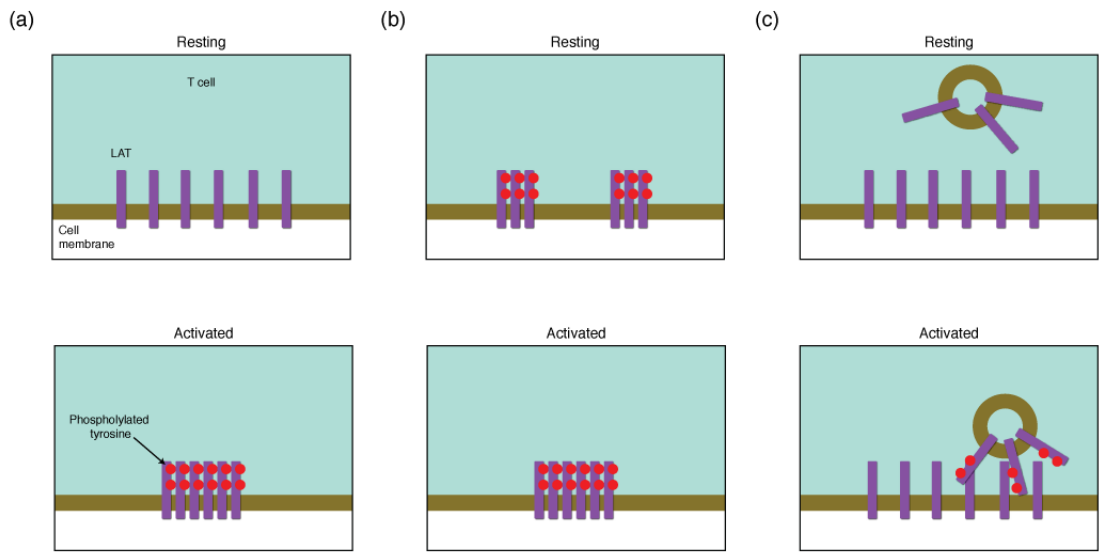 (a)
Resting
T cell
LAT
Cell
membrane
Activated
Phospholylated
tyrosine
(b)
Resting
Activated
(c)
Resting
Activated